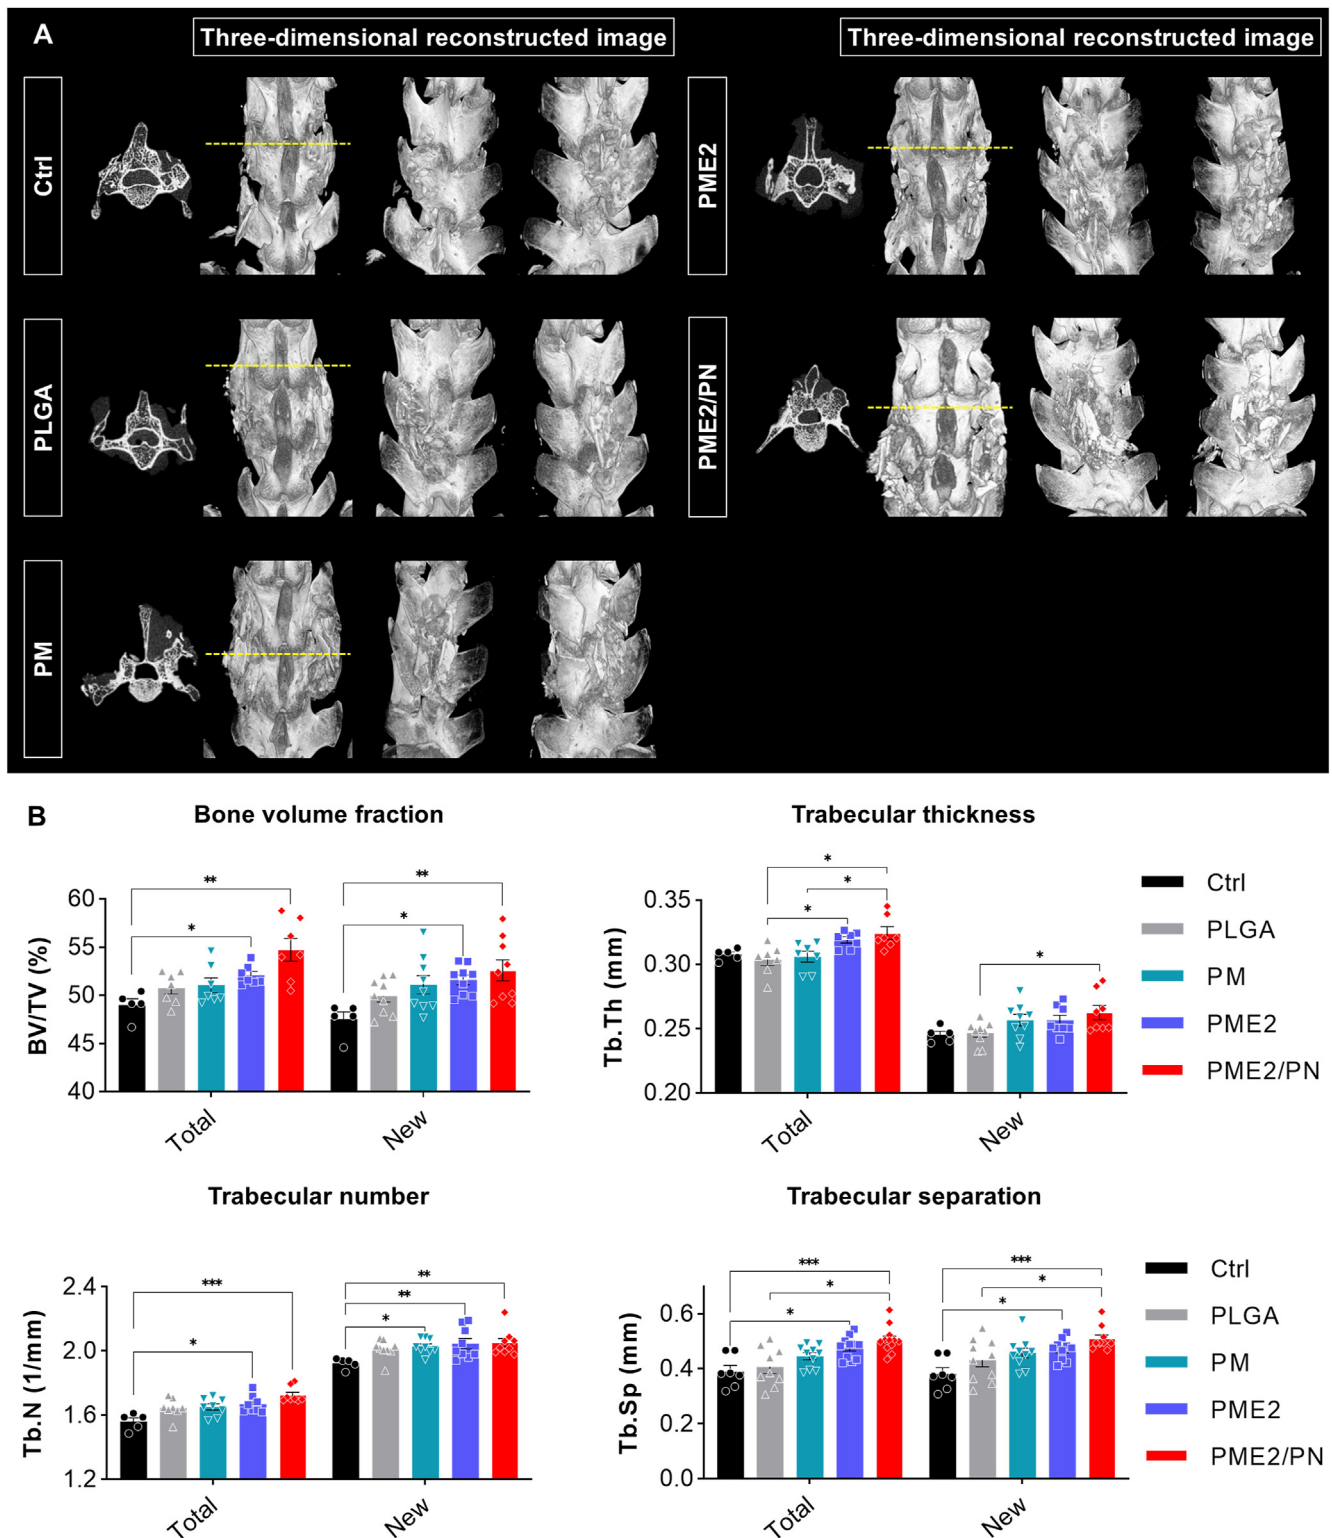 A
Three-dimensional reconstructed image
Three-dimensional reconstructed image
Ctrl
PME2
PLGA
PME2/PN
PM
B
Bone volume fraction
**
**
*
*
60
55
50
45
40
BV/TV (%)
Total
New
Trabecular thickness
*
*
*
*
0.35
0.30
0.25
0.20
Tb.Th (mm)
Total
New
Ctrl
PLGA
PM
PME2
PME2/PN
Trabecular number
***
*
**
**
*
2.4
2.0
1.6
1.2
Tb.N (1/mm)
Total
New
Trabecular separation
***
*
*
***
*
*
0.6
0.4
0.2
0.0
Tb.Sp (mm)
Total
New
Ctrl
PLGA
PM
PME2
PME2/PN